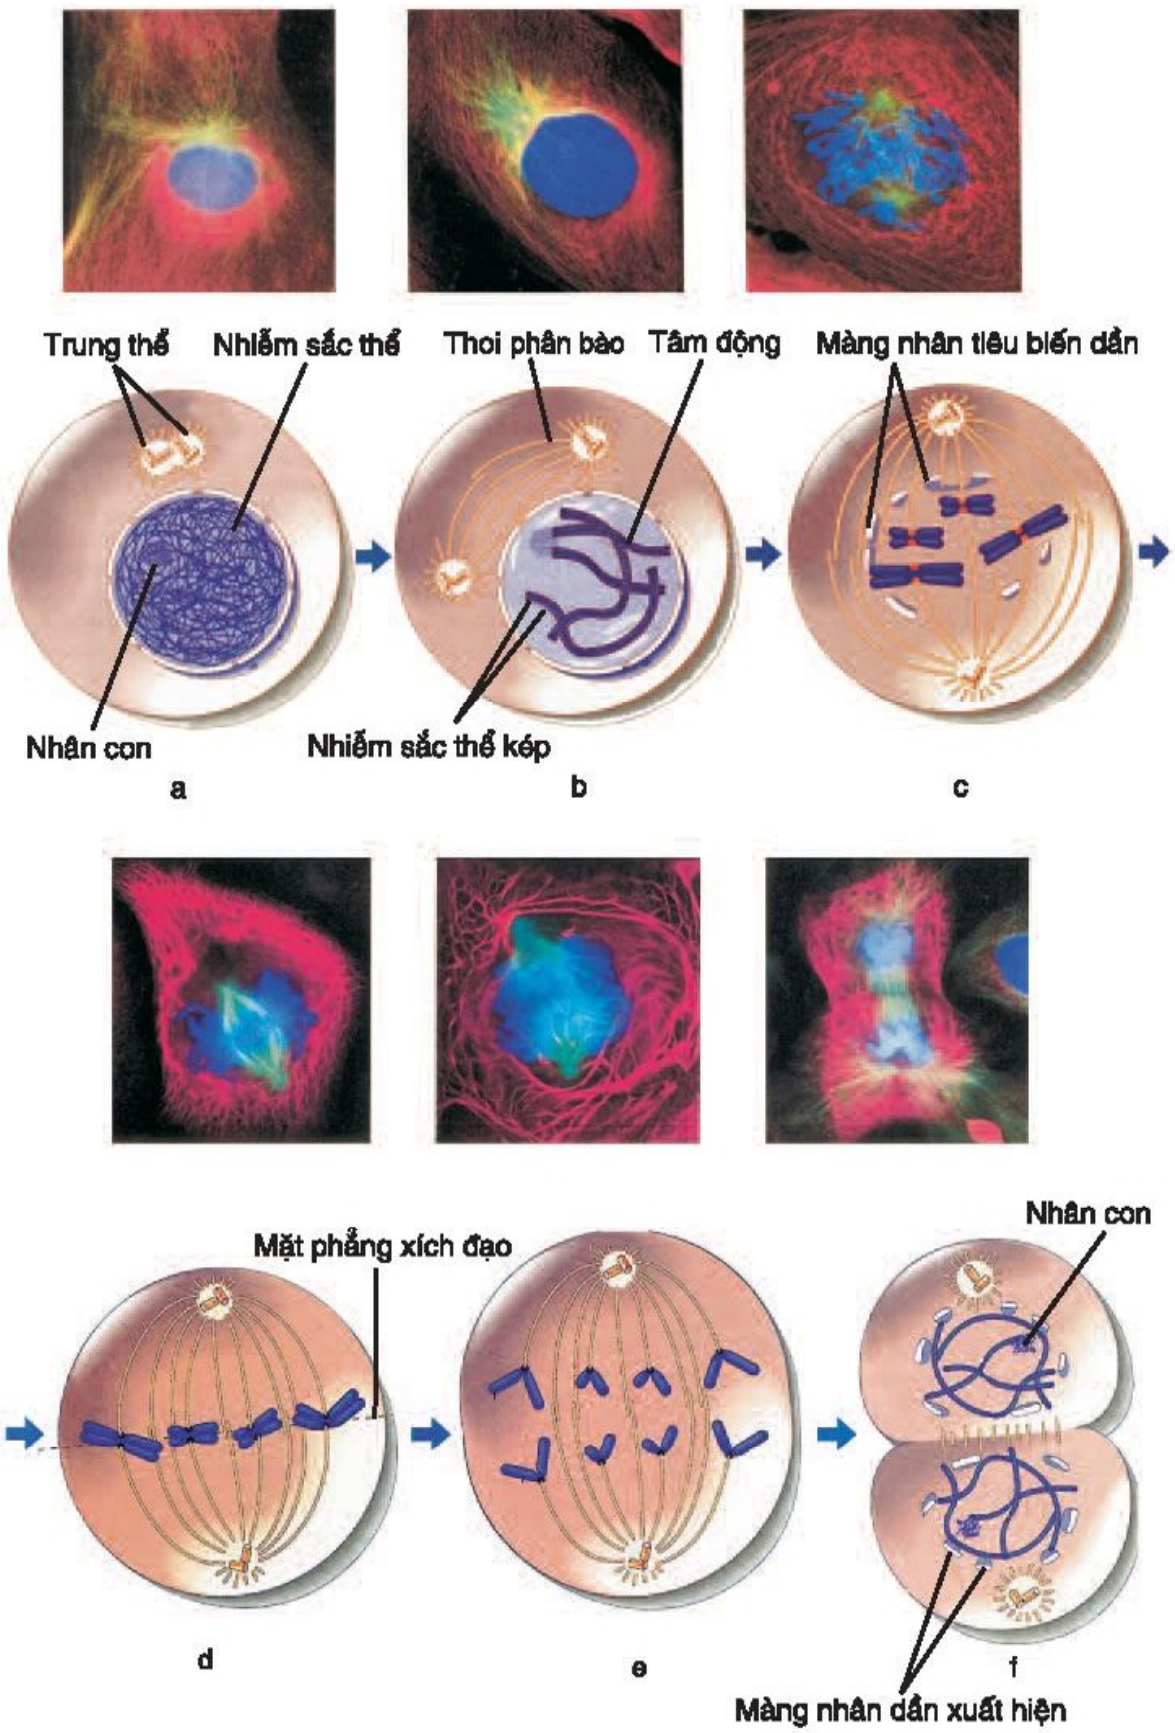 Trung thể Nhiễm sắc thể Thoi phân bào Tâm động Màng nhân tiêu biến dần
Nhân con Nhiễm sắc thể kép
a b c
Nhân con
Mặt phẳng xích đạo
d e f
Màng nhân dần xuất hiện